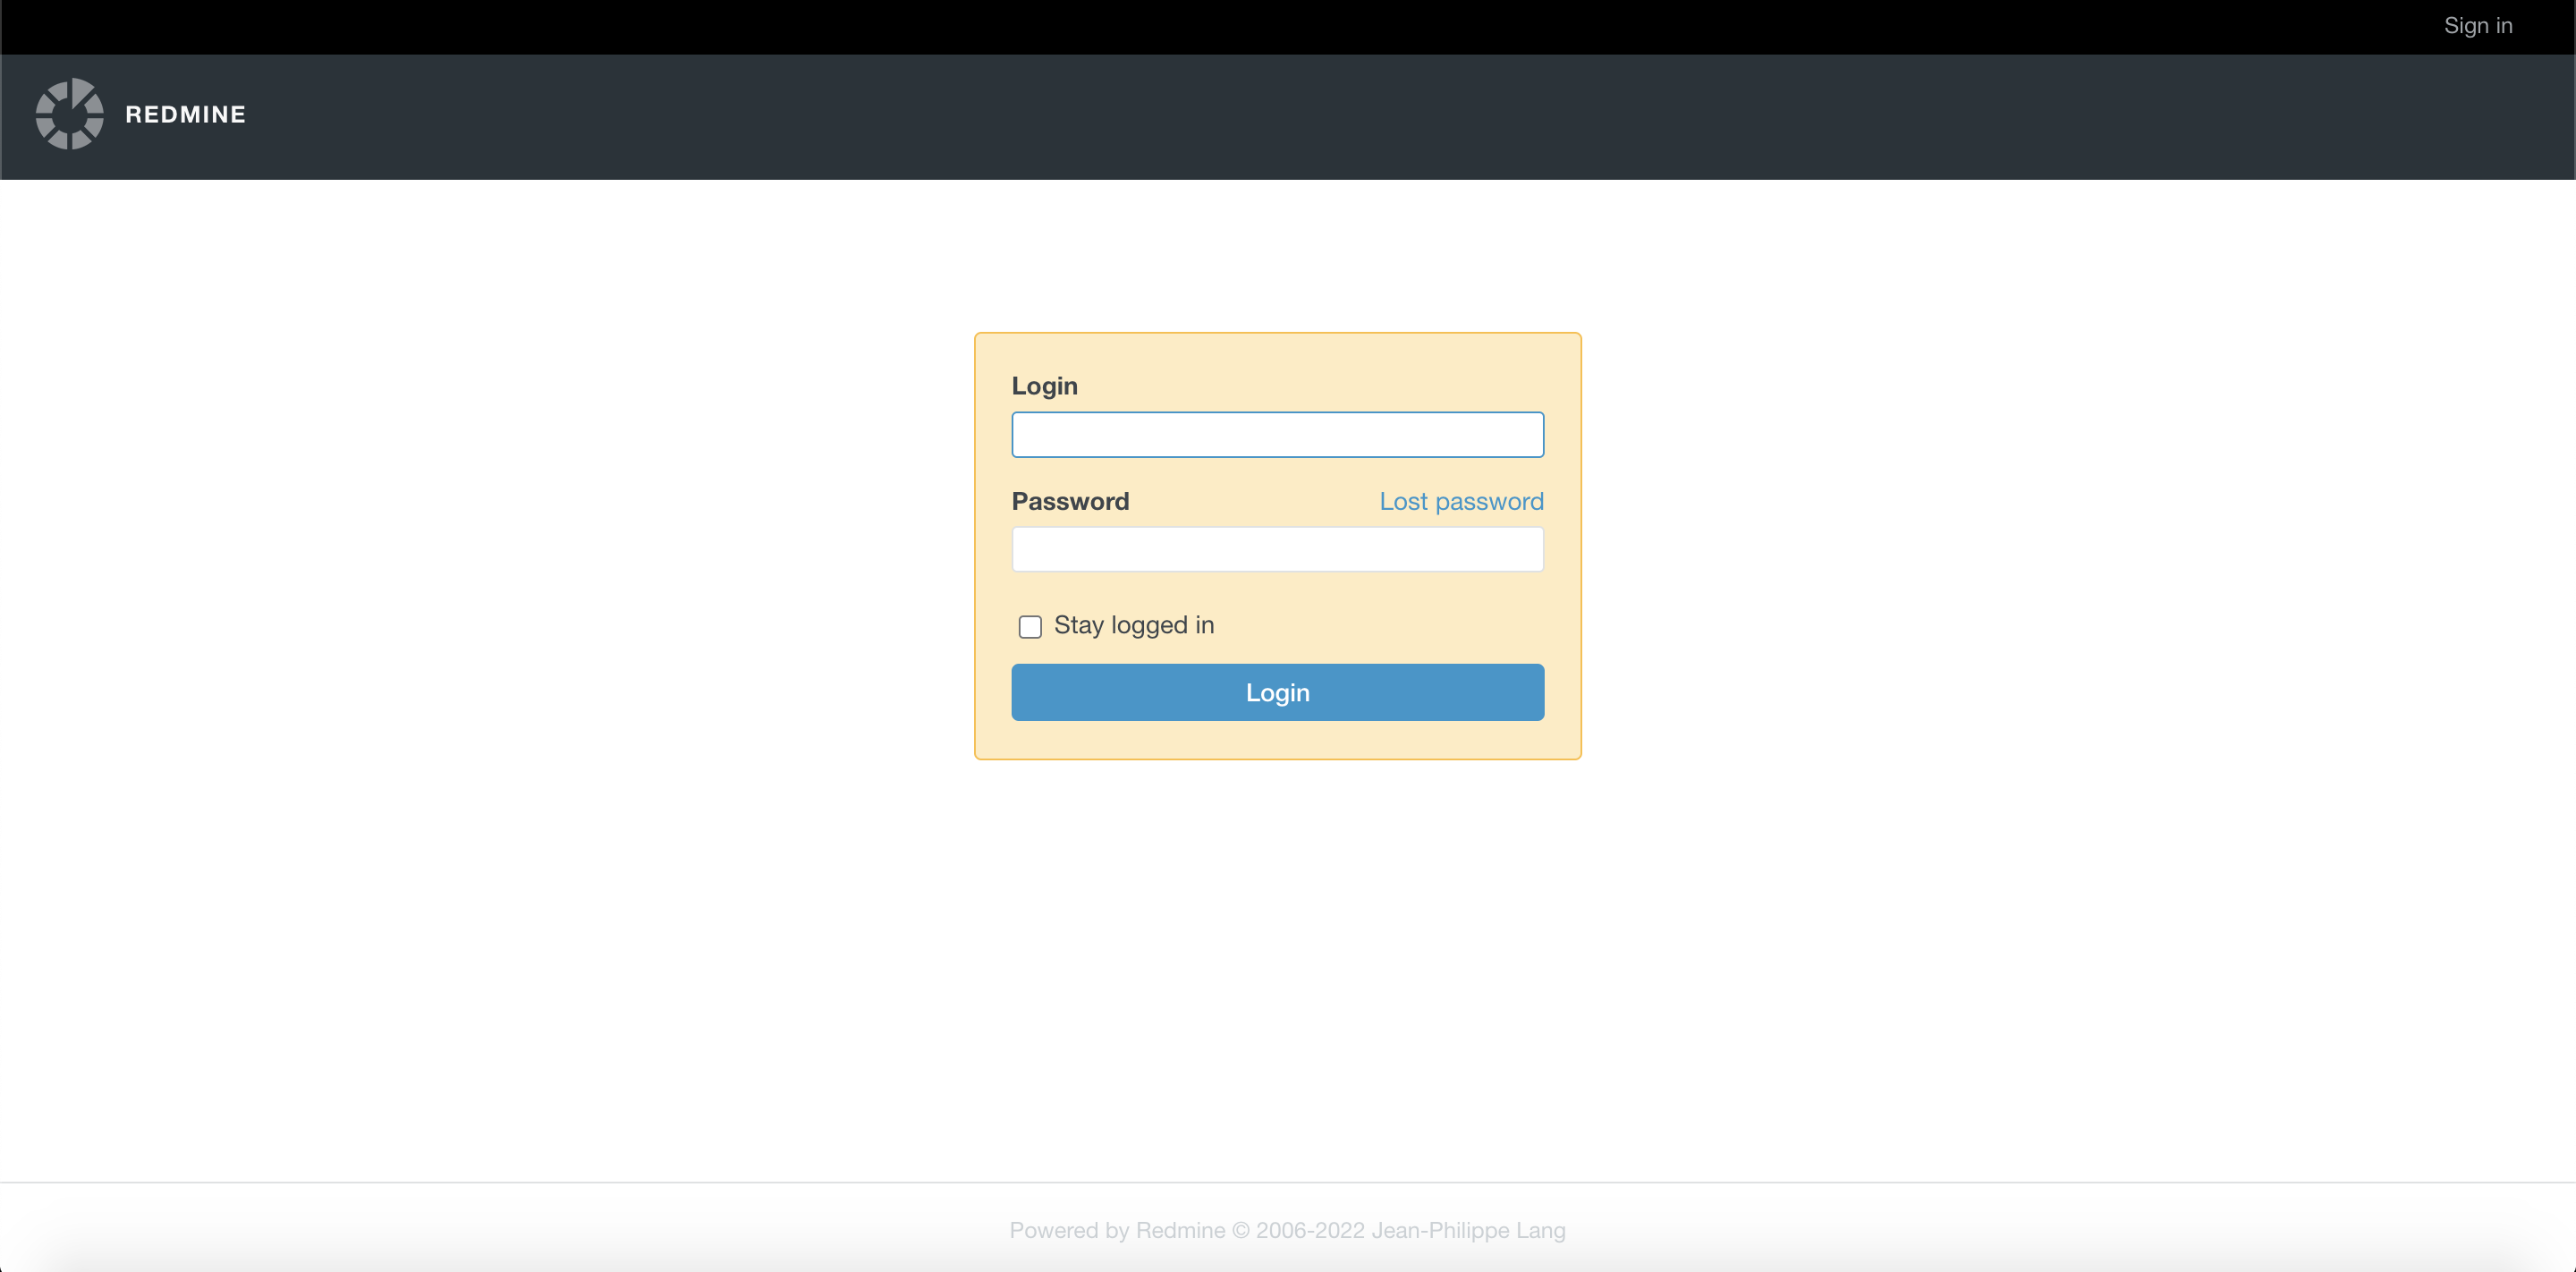 Sign in
REDMINE
Login
Password Lost password
Stay logged in
Login
Powered by Redmine © 2006-2022 Jean-Philippe Lang